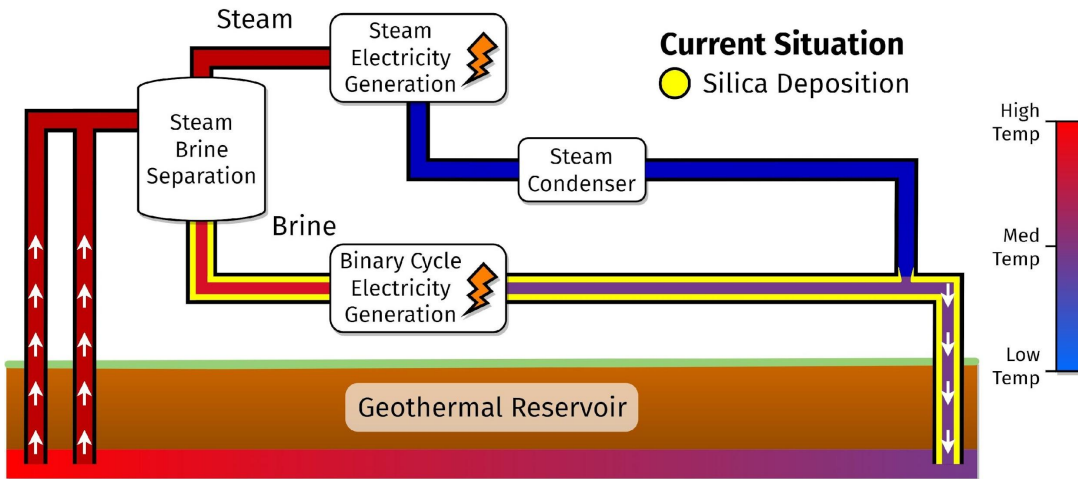 Steam
Steam
Electricity
Generation
Current Situation
Silica Deposition
High
Temp
Steam
Brine
Separation
Steam
Condenser
Brine
Binary Cycle
Electricity
Generation
Med
Temp
Low
Temp
Geothermal Reservoir